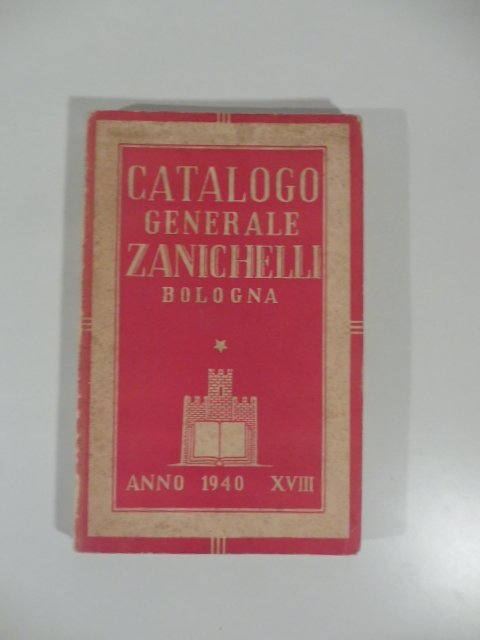 CATALOGO
GENERALE
ZANICHELLI
BOLOGNA
ANNO 1940 XVIII